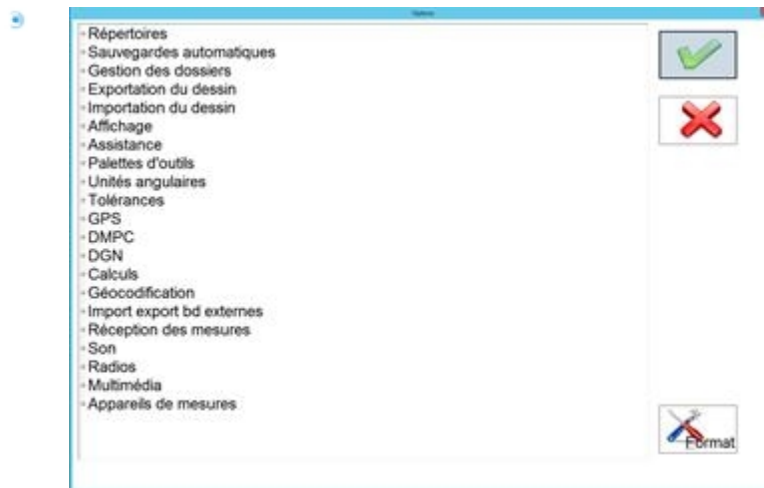 Options
Répertoires
Sauvegardes automatiques
Gestion des dossiers
Exportation du dessin
Importation du dessin
Affichage
Assistance
Palettes d'outils
Unités angulaires
Tolérances
GPS
DMPC
DGN
Calculs
Géocodification
Import export bd externes
Réception des mesures
Son
Radios
Multimédia
Appareils de mesures
Format